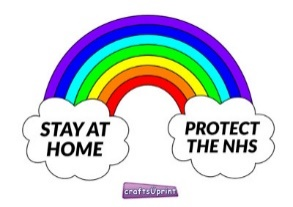 STAY AT
HOME
PROTECT
THE NHS
craftsUprint